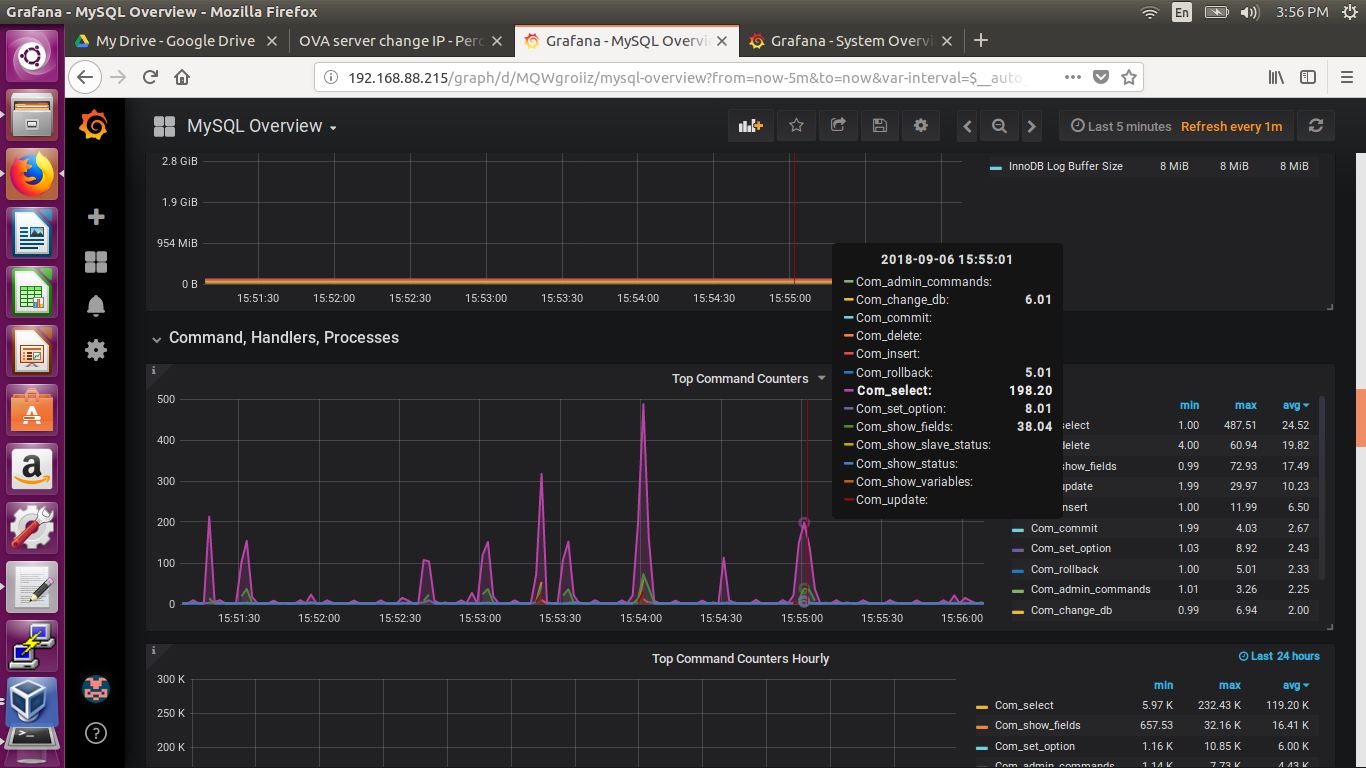 Grafana - MySQL Overview - Mozilla Firefox
En
3:56 PM
My Drive - Google Drive
OVA server change IP - Perc
Grafana - MySQL Overvi
Grafana - System Overvi
192.168.88.215/graph/d/MQWgroiiz/mysql-overview?from=now-5m&to=now&var-interval=$__auto_
MySQL Overview
Last 5 minutes Refresh every 1m
2.8 GiB
1.9 GiB
954 MiB
0 B
15:51:30 15:52:00 15:52:30 15:53:00 15:53:30 15:54:00 15:54:30 15:55:00
InnoDB Log Buffer Size 8 MiB 8 MiB 8 MiB
2018-09-06 15:55:01
Com_admin_commands:
Com_change_db: 6.01
Com_commit:
Com_delete:
Com_insert:
Com_rollback: 5.01
Com_select: 198.20
Com_set_option: 8.01
Com_show_fields: 38.04
Com_show_slave_status:
Com_show_status:
Com_show_variables:
Com_update:
Command, Handlers, Processes
i
Top Command Counters
500
400
300
200
100
0
15:51:30 15:52:00 15:52:30 15:53:00 15:53:30 15:54:00 15:54:30 15:55:00 15:55:30 15:56:00
min max avg
select 1.00 487.51 24.52
delete 4.00 60.94 19.82
show_fields 0.99 72.93 17.49
update 1.99 29.97 10.23
insert 1.00 11.99 6.50
Com_commit 1.99 4.03 2.67
Com_set_option 1.03 8.92 2.43
Com_rollback 1.00 5.01 2.33
Com_admin_commands 1.01 3.26 2.25
Com_change_db 0.99 6.94 2.00
i
Top Command Counters Hourly
Last 24 hours
300 K
250 K
200 K
min max avg
Com_select 5.97 K 232.43 K 119.20 K
Com_show_fields 657.53 32.16 K 16.41 K
Com_set_option 1.16 K 10.85 K 6.00 K
Com_admin_commands 1.14 K 7.73 K 4.43 K